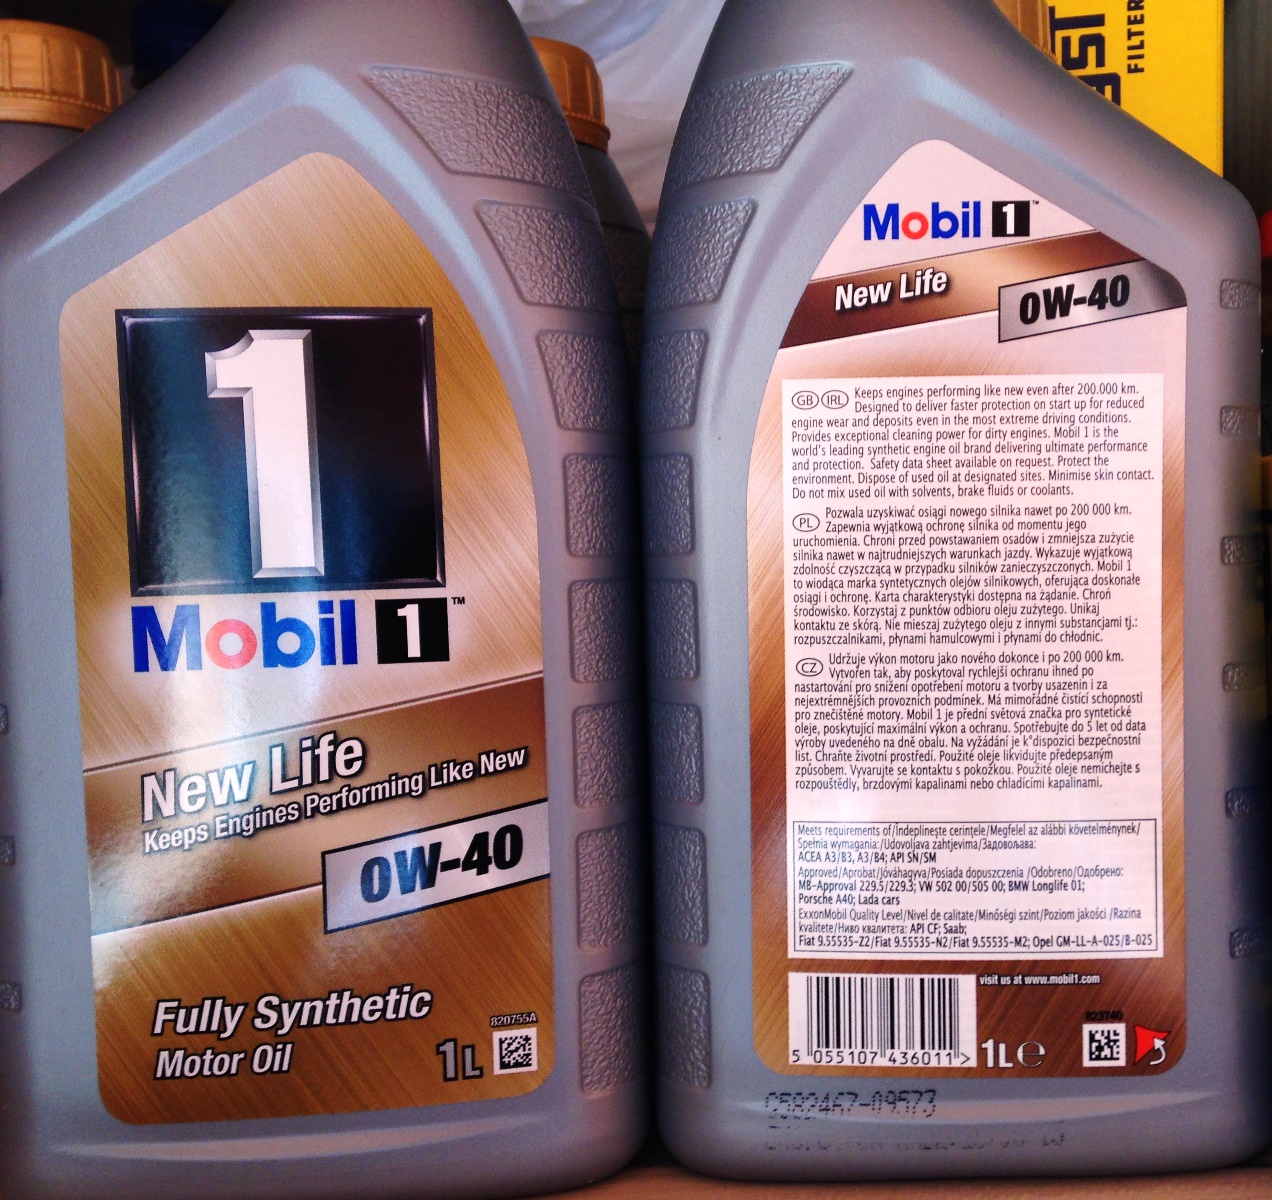 1
Mobil 1™
New Life
Keeps Engines Performing Like New
0W-40
Fully Synthetic
Motor Oil
820755A
1L
Mobil 1™
New Life
0W-40
GB IRL Keeps engines performing like new even after 200.000 km.
Designed to deliver faster protection on start up for reduced
engine wear and deposits even in the most extreme driving conditions.
Provides exceptional cleaning power for dirty engines. Mobil 1 is the
world's leading synthetic engine oil brand delivering ultimate performance
and protection. Safety data sheet available on request. Protect the
environment. Dispose of used oil at designated sites. Minimise skin contact.
Do not mix used oil with solvents, brake fluids or coolants.
PL Pozwala uzyskiwać osiągi nowego silnika nawet po 200 000 km.
Zapewnia wyjątkową ochronę silnika od momentu jego
uruchomienia. Chroni przed powstawaniem osadów i zmniejsza zużycie
silnika nawet w najtrudniejszych warunkach jazdy. Wykazuje wyjątkową
zdolność czyszczącą w przypadku silników zanieczyszczonych. Mobil 1
to wiodąca marka syntetycznych olejów silnikowych, oferująca doskonałe
osiągi i ochronę. Karta charakterystyki dostępna na żądanie. Chroń
środowisko. Korzystaj z punktów odbioru oleju zużytego. Unikaj
kontaktu ze skórą. Nie mieszaj zużytego oleju z innymi substancjami tj.:
rozpuszczalnikami, płynami hamulcowymi i płynami do chłodnic.
CZ Udržuje výkon motoru jako nového dokonce i po 200 000 km.
Vytvořen tak, aby poskytoval rychlejší ochranu ihned po
nastartování pro snížení opotřebení motoru a tvorby usazenin i za
nejextrémnějších provozních podmínek. Má mimořádné čistící schopnosti
pro znečištěné motory. Mobil 1 je přední světová značka pro syntetické
oleje, poskytující maximální výkon a ochranu. Spotřebujte do 5 let od data
výroby uvedeného na dně obalu. Na vyžádání je k°dispozici bezpečnostní
list. Chraňte životní prostředí. Použité oleje likvidujte předepsaným
způsobem. Vyvarujte se kontaktu s pokožkou. Použité oleje nemíchejte s
rozpouštědly, brzdovými kapalinami nebo chladícími kapalinami.
Meets requirements of/Îndeplineşte cerinţele/Megfelel az alábbi követelménynek/
Spełnia wymagania:/Udovoljava zahtjevima/Задовољава:
ACEA A3/B3, A3/B4; API SN/SM
Approved/Aprobat/Jóváhagyva/Posiada dopuszczenia /Odobreno/Одобрено:
MB-Approval 229.5/229.3; VW 502 00/505 00; BMW Longlife 01;
Porsche A40; Lada cars
ExxonMobil Quality Level/Nivel de calitate/Minőségi szint/Poziom jakości /Razina
kvalitete/Ниво квалитета: API CF; Saab;
Fiat 9.55535-Z2/Fiat 9.55535-N2/Fiat 9.55535-M2; Opel GM-LL-A-025/B-025
visit us at www.mobil1.com
823740
5 055107 436011 >
1L e
G582467-09573
ST
FILTER